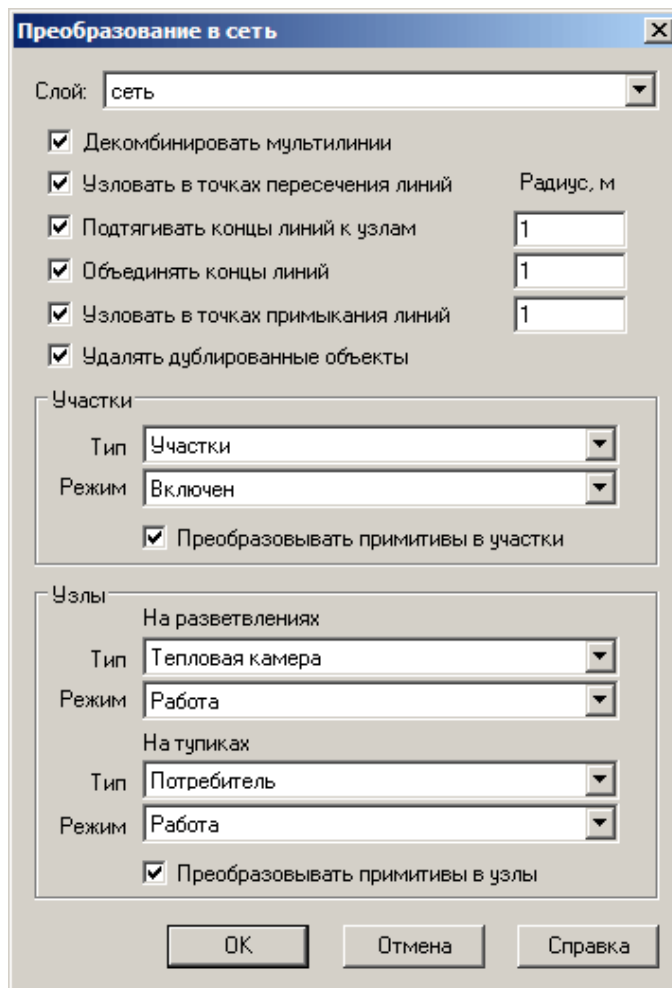 Преобразование в сеть
Слой: сеть
Декомбинировать мультилинии
Узловать в точках пересечения линий Радиус, м
Подтягивать концы линий к узлам 1
Объединять концы линий 1
Узловать в точках примыкания линий 1
Удалять дублированные объекты
Участки
Тип Участки
Режим Включен
Преобразовывать примитивы в участки
Узлы
На разветвлениях
Тип Тепловая камера
Режим Работа
На тупиках
Тип Потребитель
Режим Работа
Преобразовывать примитивы в узлы
OK Отмена Справка